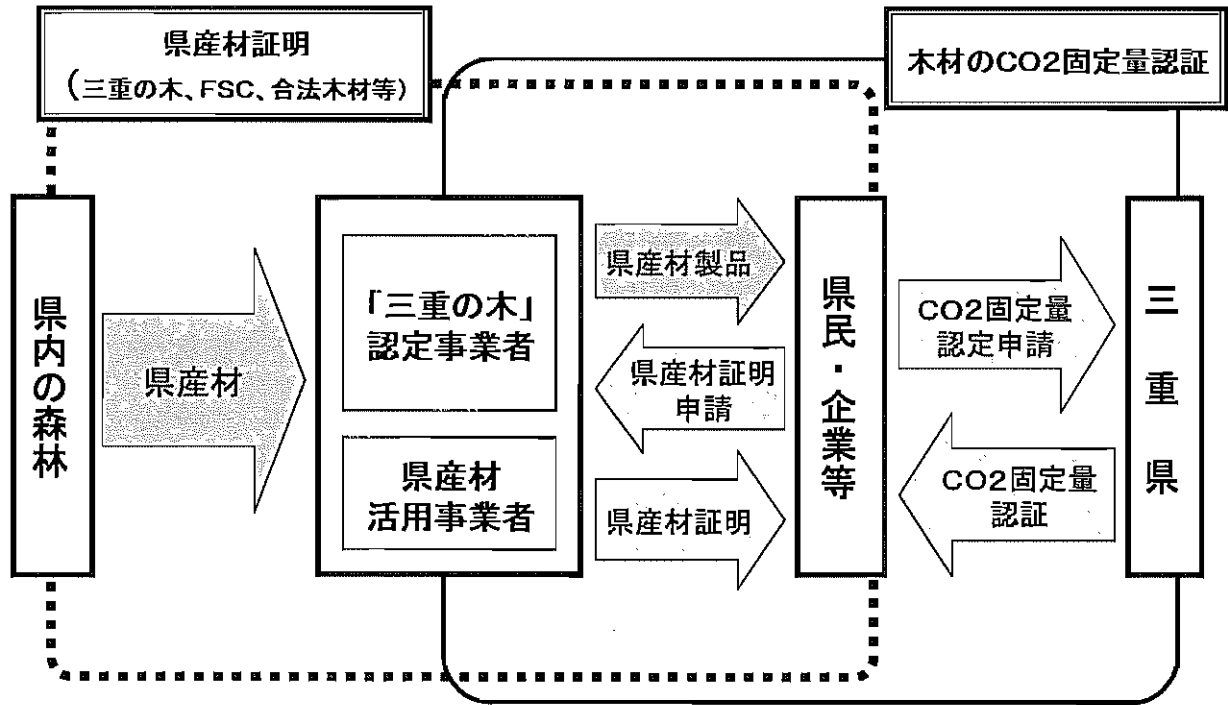 県産材証明
(三重の木、FSC、合法木材等)
木材のCO2固定量認証
県内の森林
県産材
「三重の木」
認定事業者
県産材
活用事業者
県産材製品
県産材証明
申請
県産材証明
県民・企業等
CO2固定量
認定申請
CO2固定量
認証
三重県